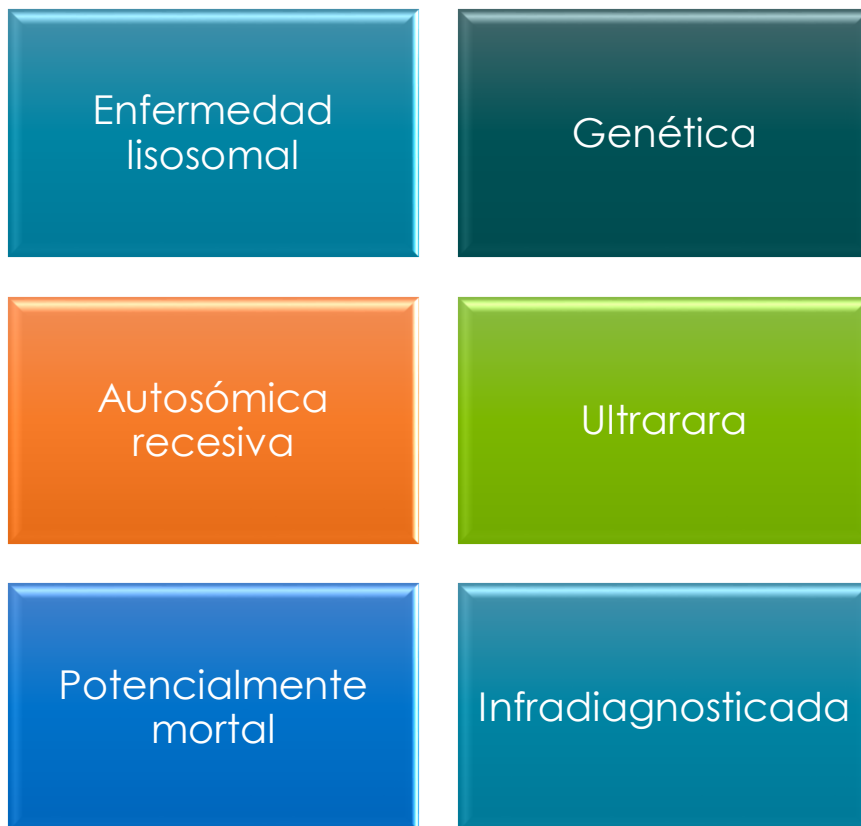 Enfermedad
lisosomal
Genética
Autosómica
recesiva
Ultrarara
Potencialmente
mortal
Infradiagnosticada